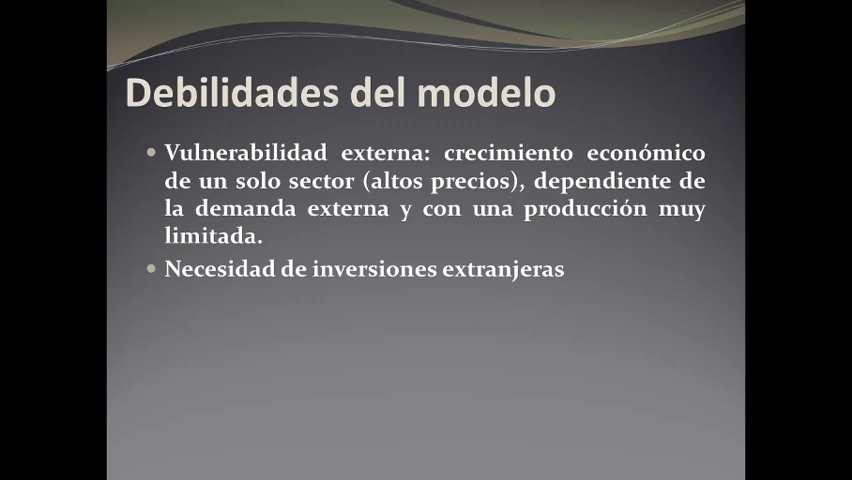 Debilidades del modelo
• Vulnerabilidad externa: crecimiento económico
de un solo sector (altos precios), dependiente de
la demanda externa y con una producción muy
limitada.
• Necesidad de inversiones extranjeras